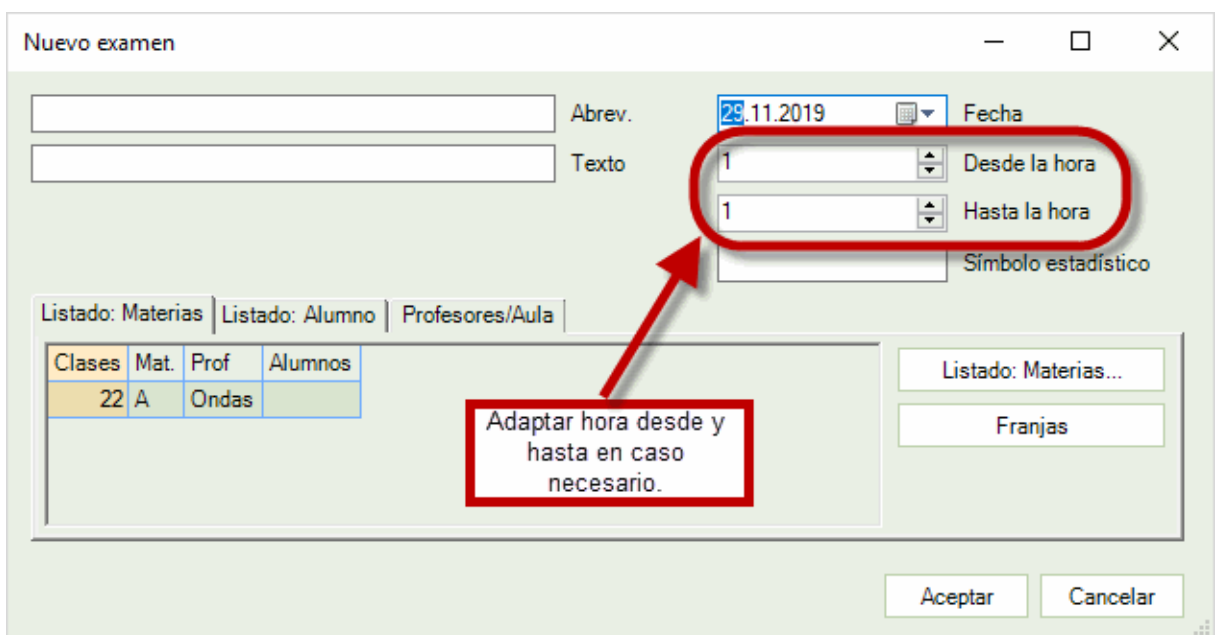 Nuevo examen
Abrev.
29.11.2019
Fecha
Texto
1
Desde la hora
1
Hasta la hora
Símbolo estadístico
Listado: Materias
Listado: Alumno
Profesores/Aula
Clases Mat. Prof Alumnos
22 A Ondas
Listado: Materias...
Franjas
Adaptar hora desde y
hasta en caso
necesario.
Aceptar
Cancelar